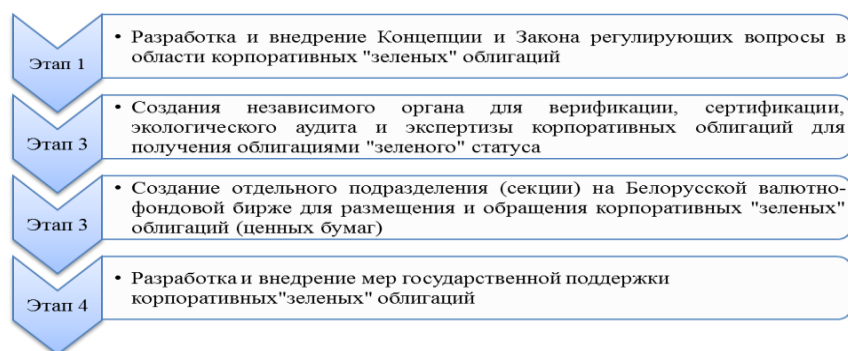 Этап 1
• Разработка и внедрение Концепции и Закона регулирующих вопросы в
области корпоративных "зеленых" облигаций
Этап 3
• Создания независимого органа для верификации, сертификации,
экологического аудита и экспертизы корпоративных облигаций для
получения облигациями "зеленого" статуса
Этап 3
• Создание отдельного подразделения (секции) на Белорусской валютно-
фондовой бирже для размещения и обращения корпоративных "зеленых"
облигаций (ценных бумаг)
Этап 4
• Разработка и внедрение мер государственной поддержки
корпоративных"зеленых" облигаций